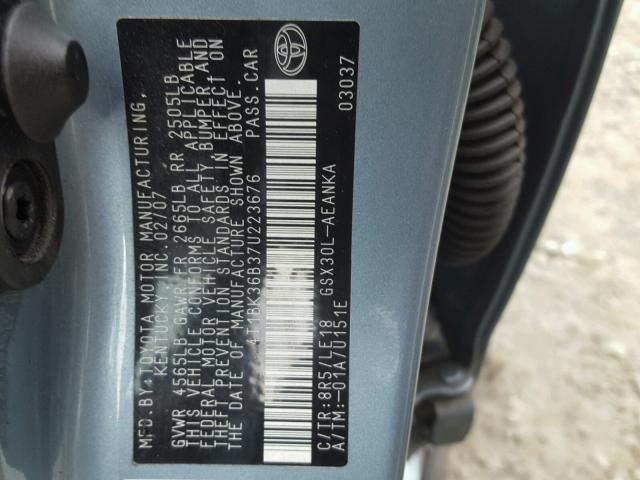 MFD.BY:TOYOTA MOTOR MANUFACTURING,
KENTUCKY, INC. 02/07
GVWR 4565LB GAWR FR 2665LB RR 2505LB
THIS VEHICLE CONFORMS TO ALL APPLICABLE
FEDERAL MOTOR VEHICLE SAFETY, BUMPER AND
THEFT PREVENTION STANDARDS IN EFFECT ON
THE DATE OF MANUFACTURE SHOWN ABOVE.
4T1BK36B37U223676 PASS.CAR
C/TR:8R5/LE18 GSX30L-AEANKA
A/TM:-01A/U151E 03037